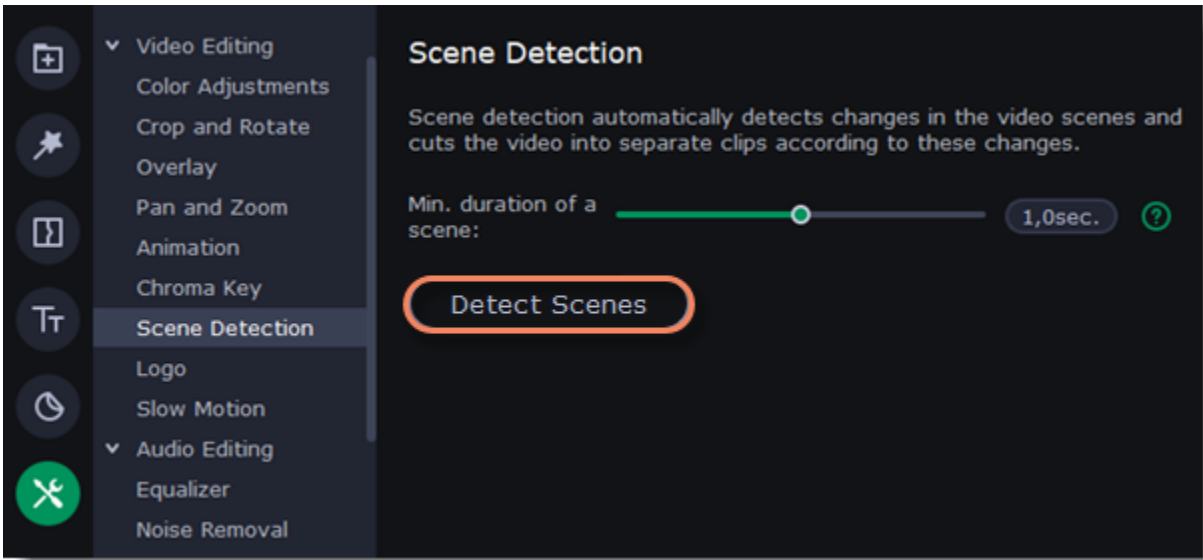 Video Editing
Color Adjustments
Crop and Rotate
Overlay
Pan and Zoom
Animation
Chroma Key
Scene Detection
Logo
Slow Motion
Audio Editing
Equalizer
Noise Removal
Scene Detection
Scene detection automatically detects changes in the video scenes and
cuts the video into separate clips according to these changes.
Min. duration of a
scene:
1,0sec.
?
Detect Scenes
TT